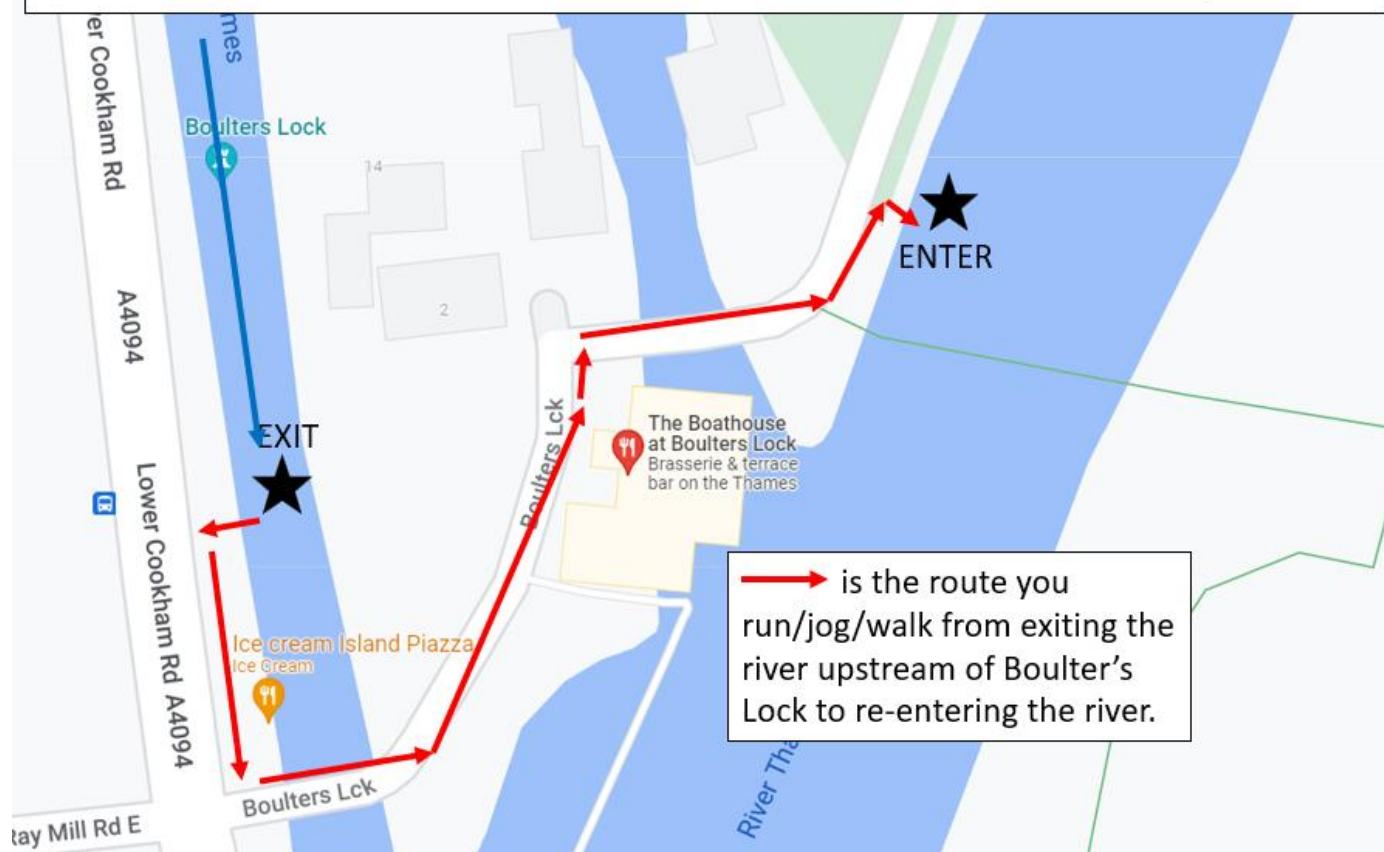 er Cookham Rd
mes
Boulters Lock
14
2
A4094
EXIT
ENTER
Boulters Lck
The Boathouse
at Boulters Lock
Brasserie & terrace
bar on the Thames
Lower Cookham Rd A4094
Ice cream Island Piazza
Ice Cream
is the route you
run/jog/walk from exiting the
river upstream of Boulter's
Lock to re-entering the river.
River Tha
Boulters Lck
Ray Mill Rd E